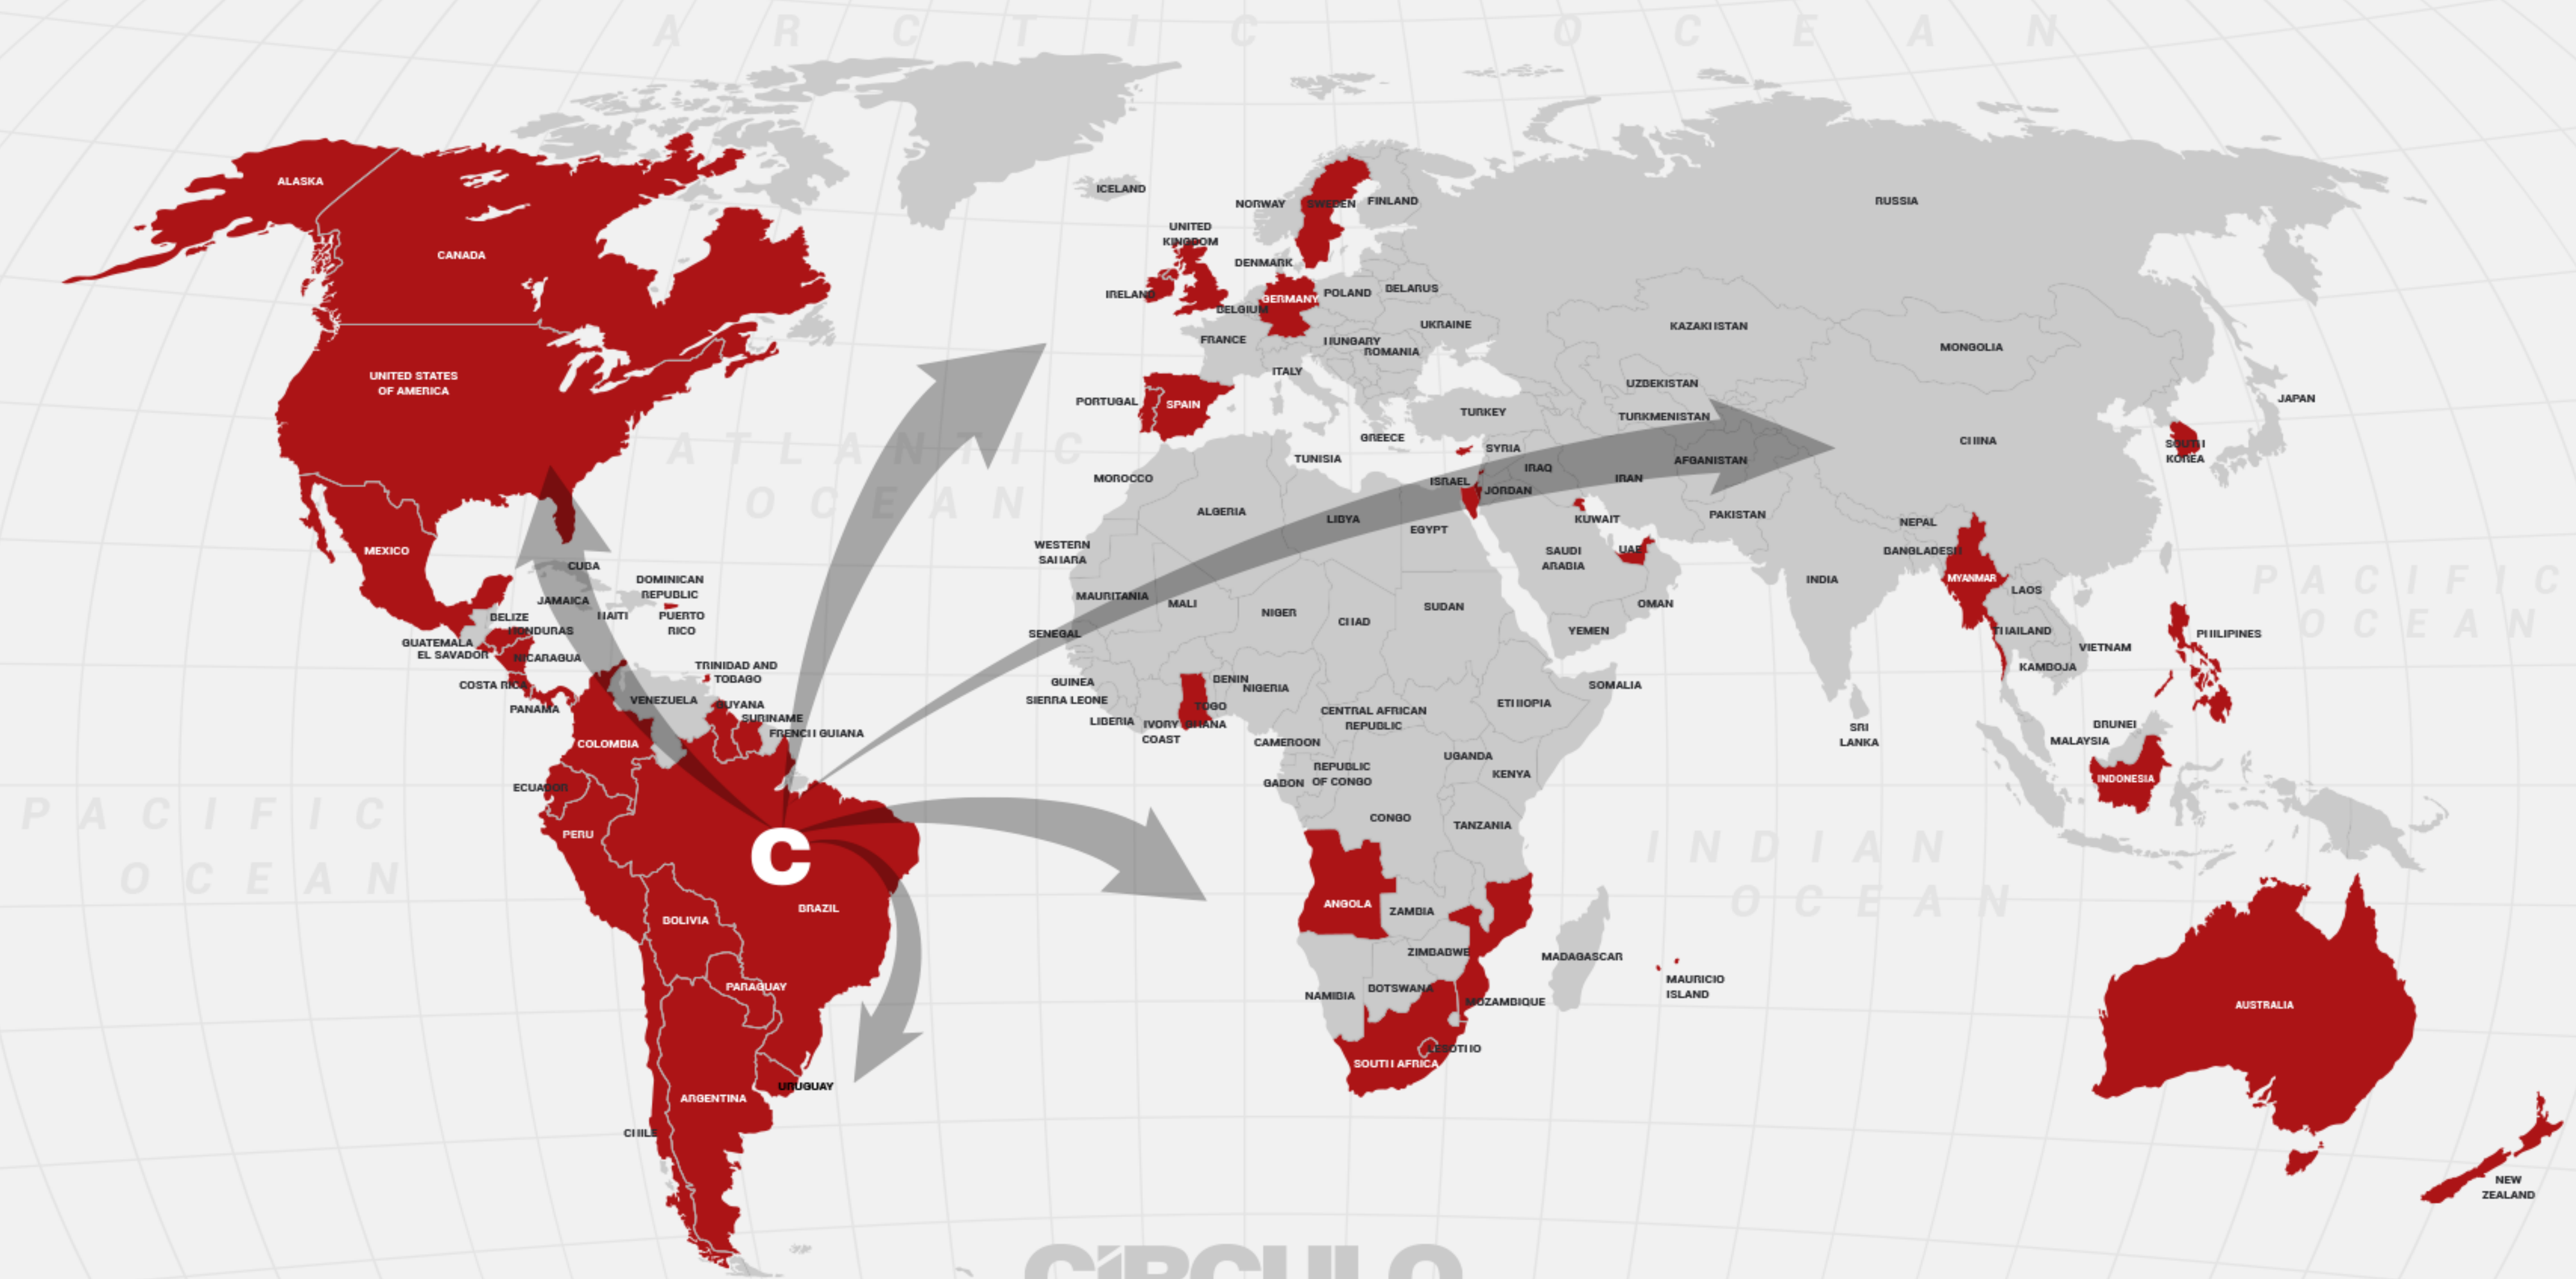 ARCTIC OCEAN
ALASKA
CANADA
UNITED STATES
OF AMERICA
MEXICO
CUBA
JAMAICA
HAITI
DOMINICAN
REPUBLIC
PUERTO
RICO
BELIZE
HONDURAS
GUATEMALA
EL SAVADOR
NICARAGUA
COSTA RICA
PANAMA
TRINIDAD AND
TOBAGO
VENEZUELA
GUYANA
SURINAME
FRENCH GUIANA
COLOMBIA
ECUADOR
PERU
C
BRAZIL
BOLIVIA
PARAGUAY
URUGUAY
ARGENTINA
CHILE
PACIFIC
OCEAN
ATLANTIC
OCEAN
ICELAND
NORWAY
SWEDEN
FINLAND
UNITED
KINGDOM
DENMARK
IRELAND
BELGIUM
GERMANY
POLAND
BELARUS
UKRAINE
FRANCE
HUNGARY
ROMANIA
ITALY
PORTUGAL
SPAIN
GREECE
TURKEY
RUSSIA
KAZAKHSTAN
MONGOLIA
UZBEKISTAN
TURKMENISTAN
CHINA
JAPAN
SOUTH
KOREA
SYRIA
IRAQ
IRAN
AFGANISTAN
ISRAEL
JORDAN
KUWAIT
PAKISTAN
NEPAL
BANGLADESH
SAUDI
ARABIA
UAE
OMAN
YEMEN
INDIA
MYANMAR
LAOS
THAILAND
VIETNAM
KAMBOJA
PHILIPINES
SRI
LANKA
BRUNEI
MALAYSIA
INDONESIA
PACIFIC
OCEAN
INDIAN
OCEAN
TUNISIA
MOROCCO
ALGERIA
LIBYA
EGYPT
WESTERN
SAHARA
MAURITANIA
MALI
NIGER
CHAD
SUDAN
SENEGAL
GUINEA
SIERRA LEONE
LIBERIA
IVORY
COAST
GHANA
TOGO
BENIN
NIGERIA
CAMEROON
CENTRAL AFRICAN
REPUBLIC
ETHIOPIA
SOMALIA
UGANDA
KENYA
GABON
REPUBLIC
OF CONGO
CONGO
TANZANIA
ANGOLA
ZAMBIA
ZIMBABWE
MADAGASCAR
MAURICIO
ISLAND
NAMIBIA
BOTSWANA
MOZAMBIQUE
LESOTHO
SOUTH AFRICA
AUSTRALIA
NEW
ZEALAND
CÍRCULO